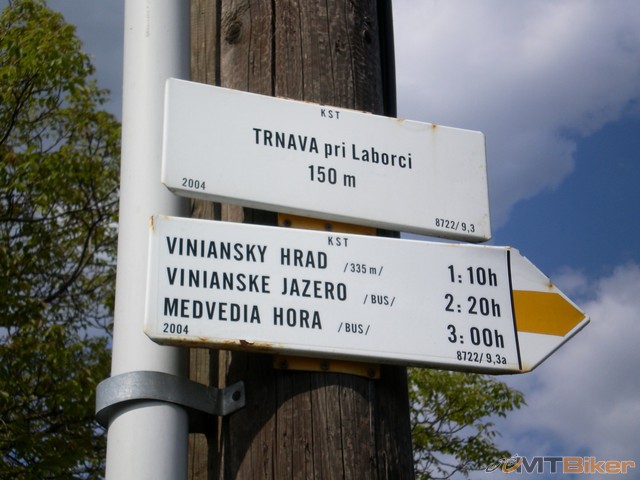 KST
TRNAVA pri Laborci
150 m
2004 8722/9,3
KST
VINIANSKY HRAD /335m/ 1:10h
VINIANSKE JAZERO /BUS/ 2:20h
MEDVEDIA HORA /BUS/ 3:00h
2004 8722/9,3a
MTBiker